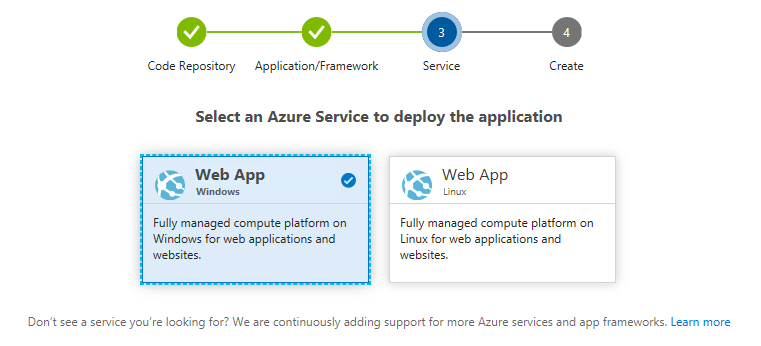 3
4
Code Repository
Application/Framework
Service
Create
Select an Azure Service to deploy the application
Web App
Windows
Fully managed compute platform on
Windows for web applications and
websites.
Web App
Linux
Fully managed compute platform on
Linux for web applications and
websites.
Don't see a service you're looking for? We are continuously adding support for more Azure services and app frameworks. Learn more